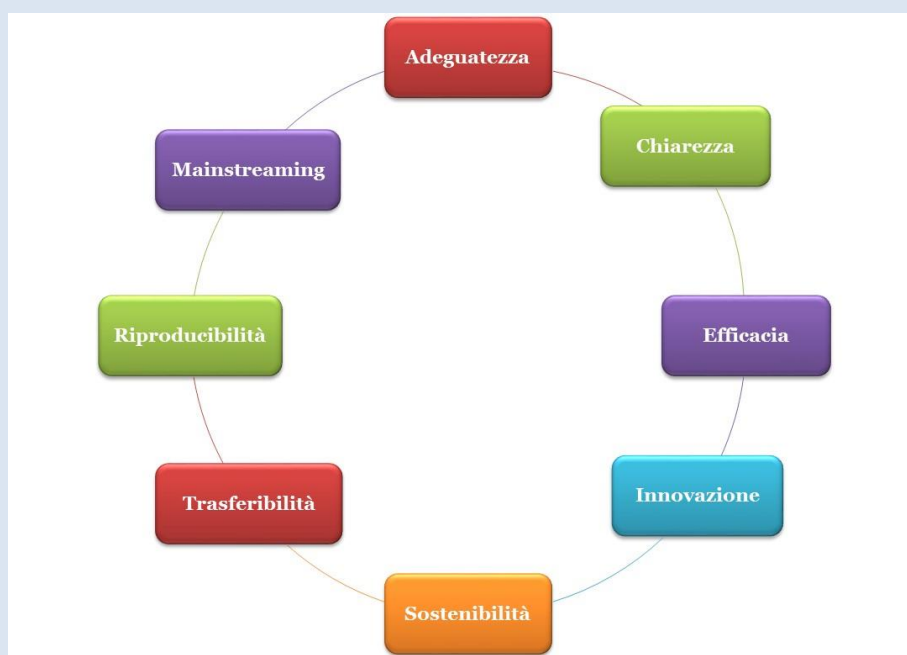 Adeguatezza
Chiarezza
Efficacia
Innovazione
Sostenibilità
Trasferibilità
Riproducibilità
Mainstreaming